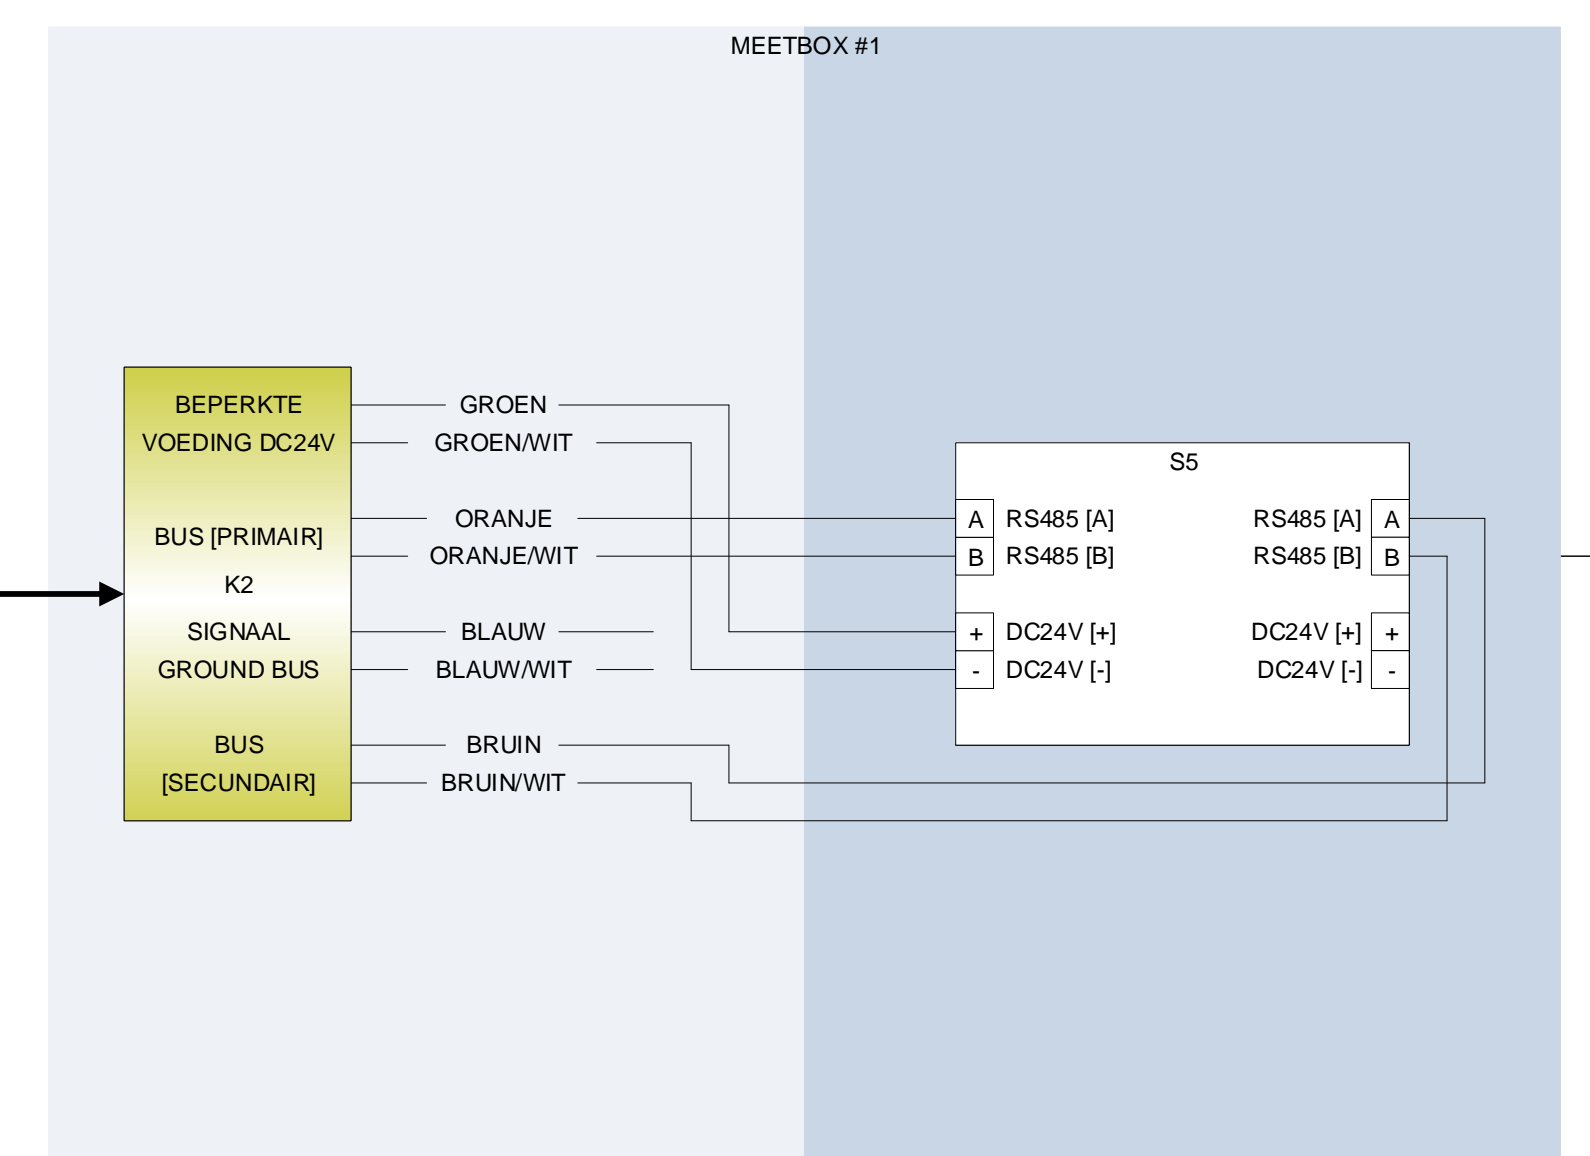 MEETBOX #1
BEPERKTE
VOEDING DC24V
BUS [PRIMAIR]
K2
SIGNAAL
GROUND BUS
BUS
[SECUNDAIR]
GROEN
GROEN/WIT
ORANJE
ORANJE/WIT
BLAUW
BLAUW/WIT
BRUIN
BRUIN/WIT
S5
A RS485 [A] RS485 [A] A
B RS485 [B] RS485 [B] B
+ DC24V [+] DC24V [+] +
- DC24V [-] DC24V [-] -